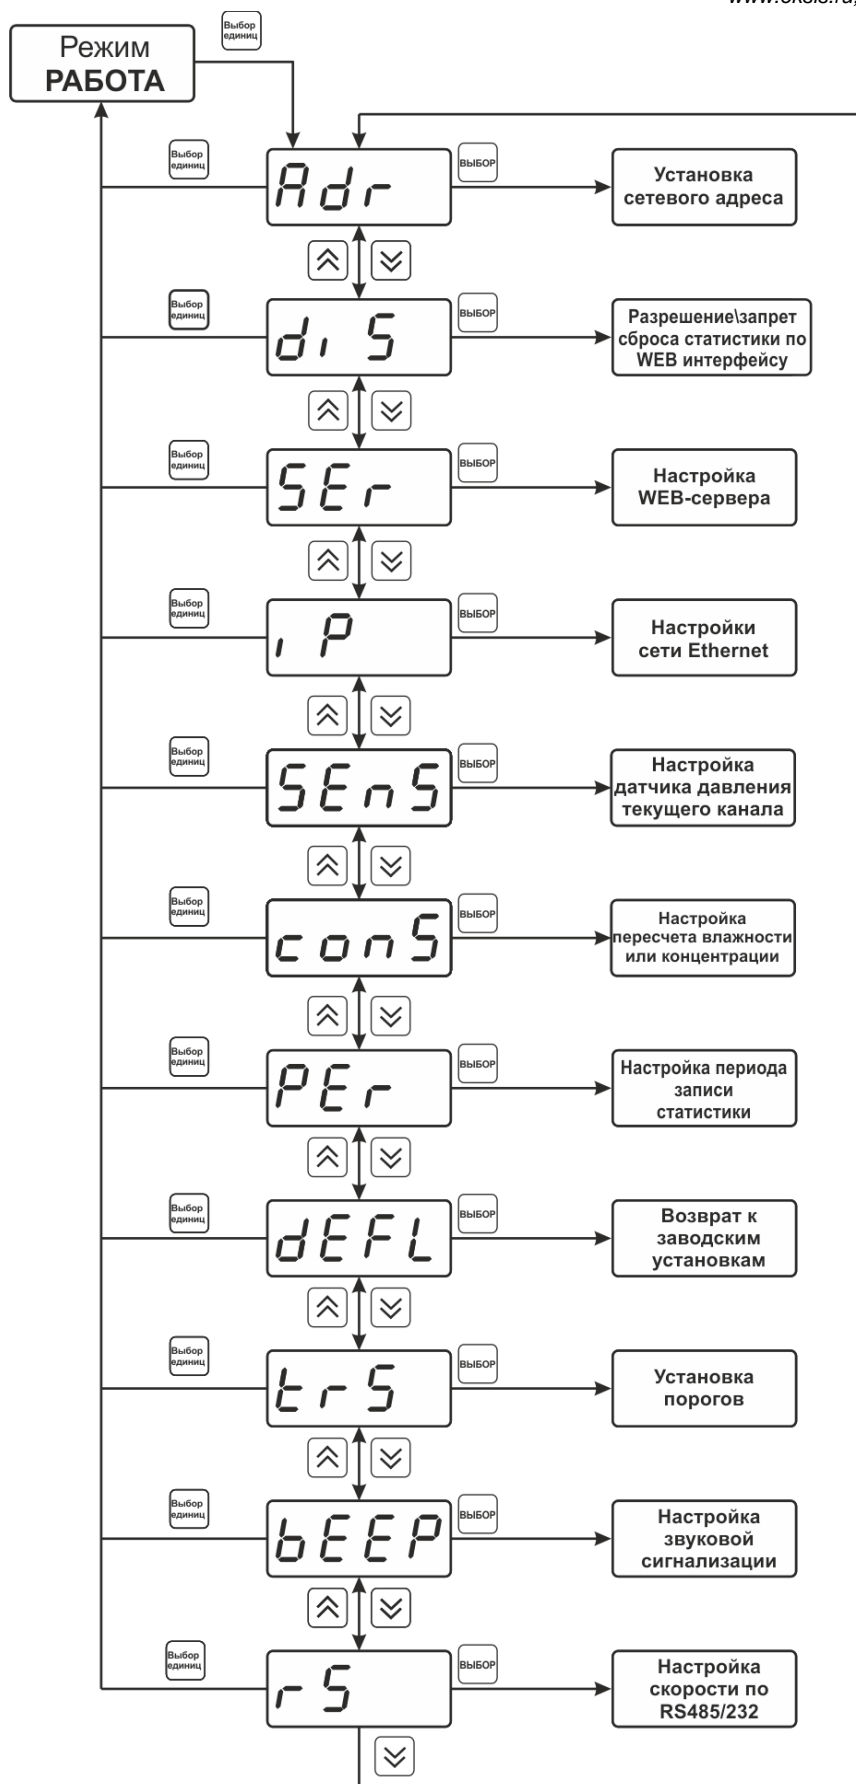 Выбор
единиц
Режим
РАБОТА
Выбор
единиц
Adr
ВЫБОР
Установка
сетевого адреса
Выбор
единиц
di S
ВЫБОР
Разрешение\запрет
сброса статистики по
WEB интерфейсу
Выбор
единиц
SEr
ВЫБОР
Настройка
WEB-сервера
Выбор
единиц
iP
ВЫБОР
Настройки
сети Ethernet
Выбор
единиц
SEnS
ВЫБОР
Настройка
датчика давления
текущего канала
Выбор
единиц
conS
ВЫБОР
Настройка
пересчета влажности
или концентрации
Выбор
единиц
PEr
ВЫБОР
Настройка периода
записи
статистики
Выбор
единиц
dEFL
ВЫБОР
Возврат к
заводским
установкам
Выбор
единиц
trS
ВЫБОР
Установка
порогов
Выбор
единиц
bEEP
ВЫБОР
Настройка
звуковой
сигнализации
Выбор
единиц
rS
ВЫБОР
Настройка
скорости по
RS485/232